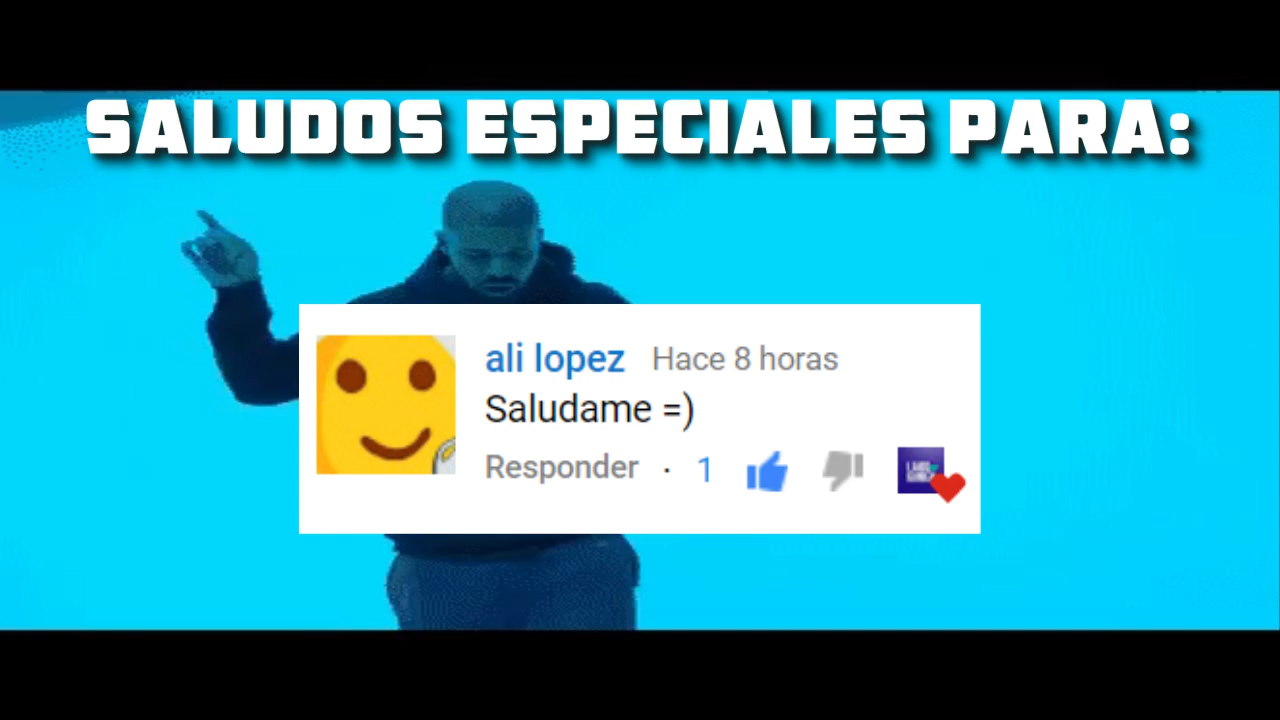 SALUDOS ESPECIALES PARA:
ali lopez Hace 8 horas
Saludame =)
Responder · 1